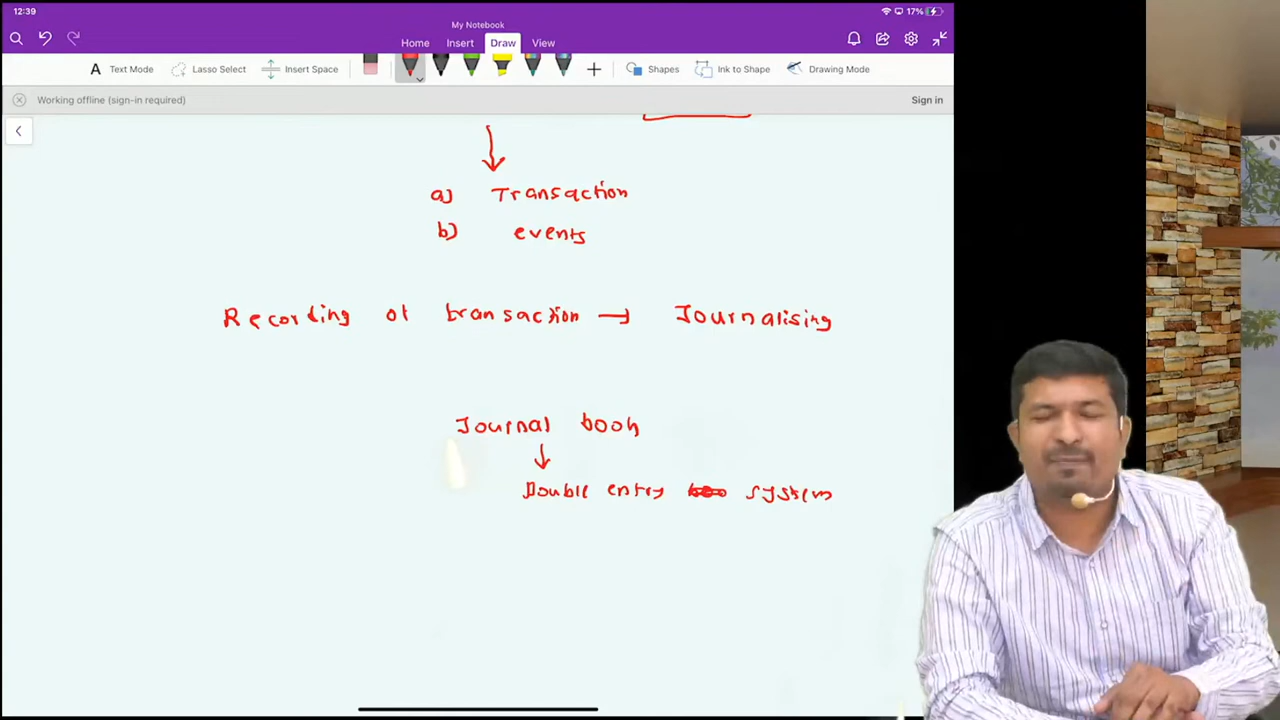 12:39
17%
My Notebook
Home Insert Draw View
Text Mode Lasso Select Insert Space Shapes Ink to Shape Drawing Mode
Working offline (sign-in required) Sign in
a) Transaction
b) events
Recording of transaction → Journalising
Journal book
↓
Double entry system